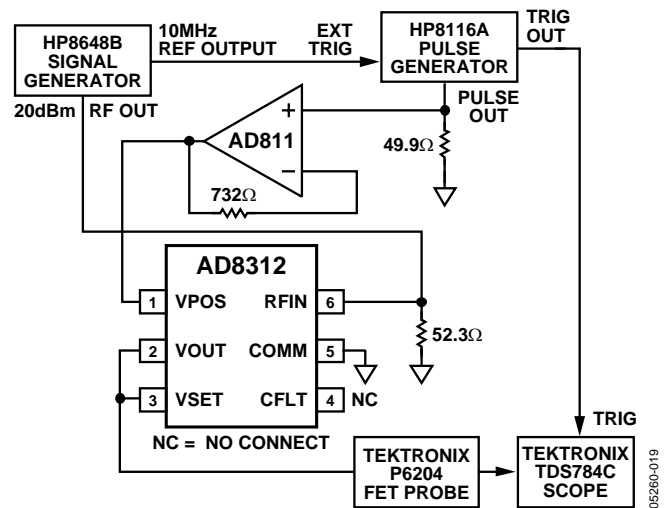 HP8648B
SIGNAL
GENERATOR
10MHz
REF OUTPUT
EXT
TRIG
HP8116A
PULSE
GENERATOR
TRIG
OUT
20dBm
RF OUT
PULSE
OUT
AD811
+
−
49.9Ω
732Ω
AD8312
1
VPOS
RFIN
6
2
VOUT
COMM
5
3
VSET
CFLT
4
NC
52.3Ω
NC = NO CONNECT
TRIG
TEKTRONIX
P6204
FET PROBE
TEKTRONIX
TDS784C
SCOPE
05260-019